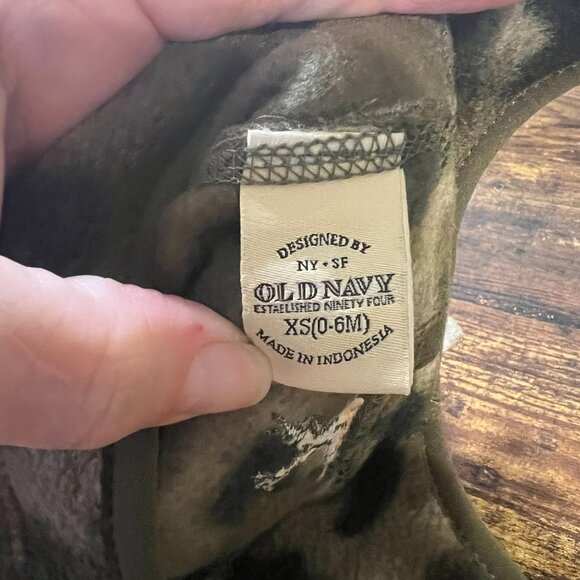 DESIGNED BY
NY • SF
OLD NAVY
ESTABLISHED NINETY FOUR
XS(0-6M)
MADE IN INDONESIA